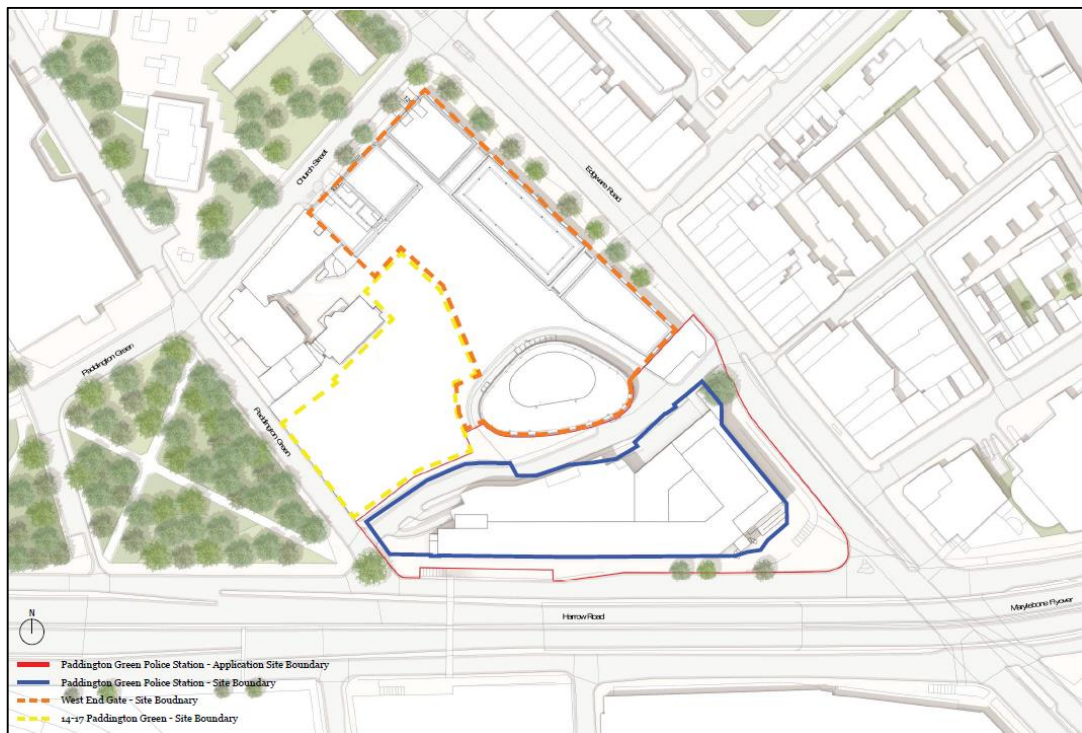 Church Street
Edgware Road
Paddington Green
Paddington Green
Harrow Road
Marylebone Flyover
N
Paddington Green Police Station - Application Site Boundary
Paddington Green Police Station - Site Boundary
West End Gate - Site Boudnary
14-17 Paddington Green - Site Boundary